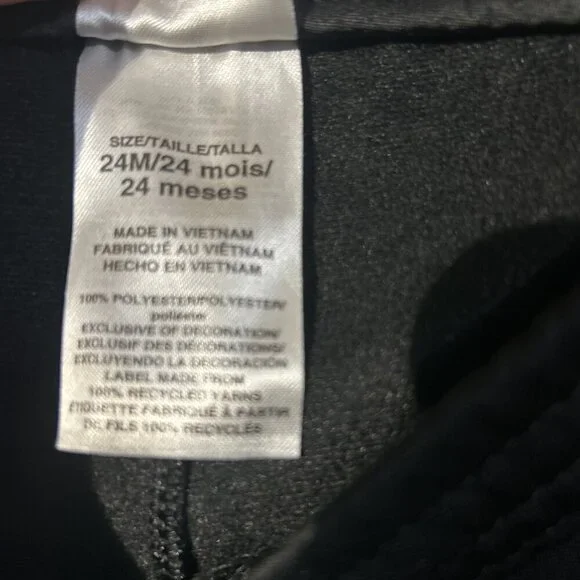 SIZE/TAILLE/TALLA
24M/24 mois/
24 meses
MADE IN VIETNAM
FABRIQUÉ AU VIÊTNAM
HECHO EN VIETNAM
100% POLYESTER/POLYESTER/
poliéster
EXCLUSIVE OF DECORATION/
EXCLUSIF DES DÉCORATIONS/
EXCLUYENDO LA DECORACIÓN
LABEL MADE FROM
100% RECYCLED YARNS
ÉTIQUETTE FABRIQUÉ À PARTIR
DE FILS 100% RECYCLÉS